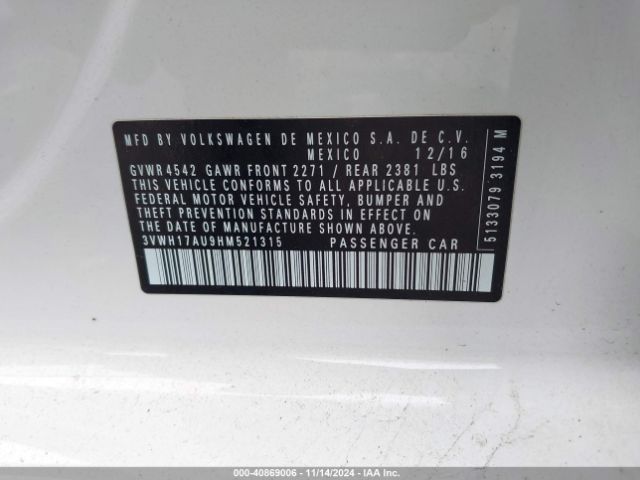 MFD BY VOLKSWAGEN DE MEXICO S.A. DE C.V.
MEXICO 12/16
GVWR 4542 GAWR FRONT 2271 / REAR 2381 LBS
THIS VEHICLE CONFORMS TO ALL APPLICABLE U.S.
FEDERAL MOTOR VEHICLE SAFETY, BUMPER AND
THEFT PREVENTION STANDARDS IN EFFECT ON
THE DATE OF MANUFACTURE SHOWN ABOVE.
3VWH17AU9HM521315 PASSENGER CAR
5133079 3194 M
000-40869006 - 11/14/2024 - IAA Inc.